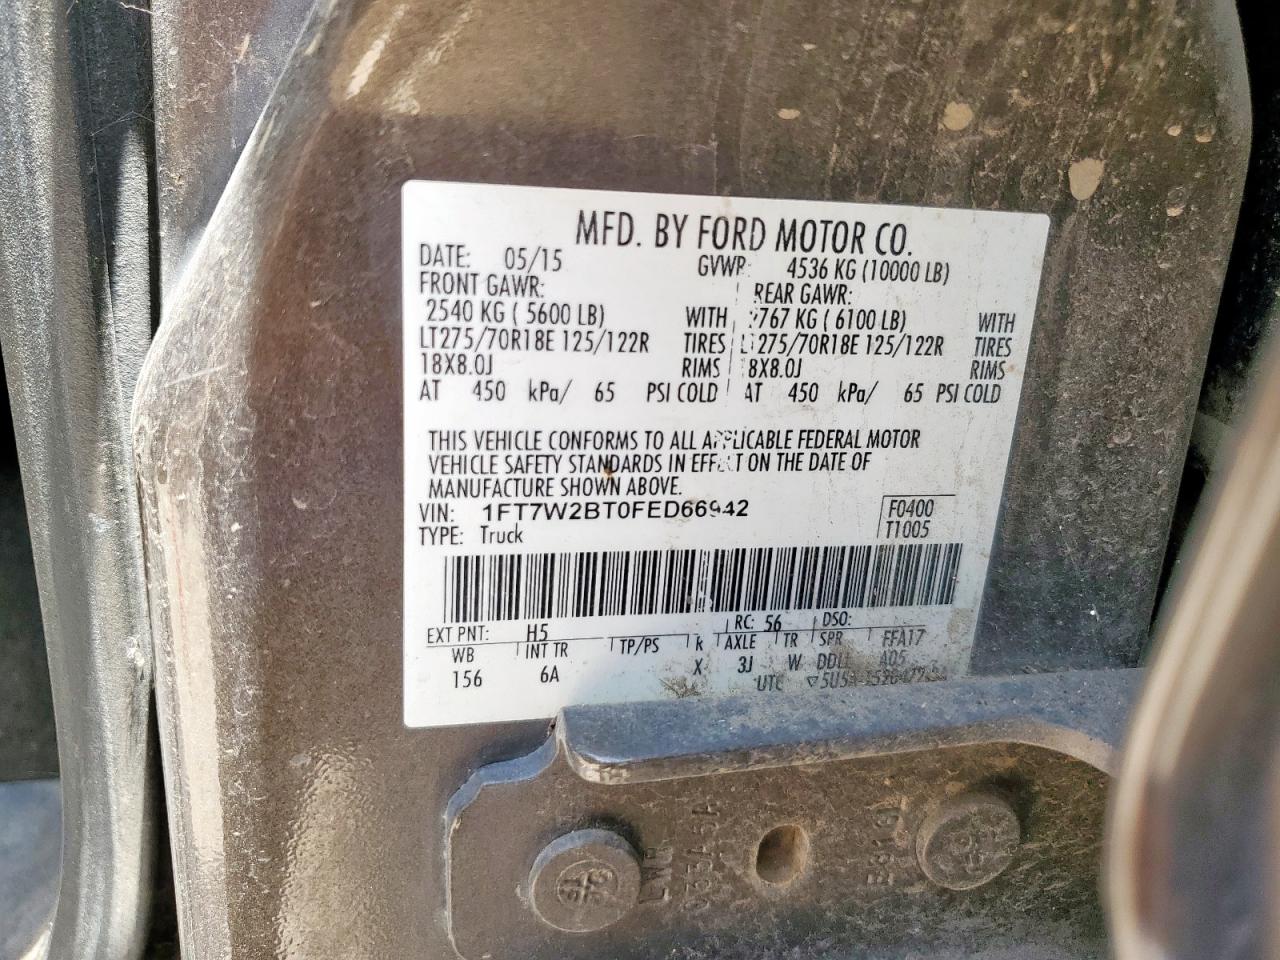 MFD. BY FORD MOTOR CO.
DATE: 05/15 GVWR: 4536 KG (10000 LB)
FRONT GAWR: REAR GAWR:
2540 KG ( 5600 LB) WITH 2767 KG ( 6100 LB) WITH
LT275/70R18E 125/122R TIRES LT275/70R18E 125/122R TIRES
18X8.0J RIMS 8X8.0J RIMS
AT 450 kPa/ 65 PSI COLD AT 450 kPa/ 65 PSI COLD
THIS VEHICLE CONFORMS TO ALL APPLICABLE FEDERAL MOTOR
VEHICLE SAFETY STANDARDS IN EFFECT ON THE DATE OF
MANUFACTURE SHOWN ABOVE.
VIN: 1FT7W2BT0FED66942 F0400
TYPE: Truck T1005
EXT PNT: H5 RC: 56 DSO:
WB INT TR TP/PS R AXLE TR SPR FFA17
156 6A X 3J W DDLL A05
UTC
LWR